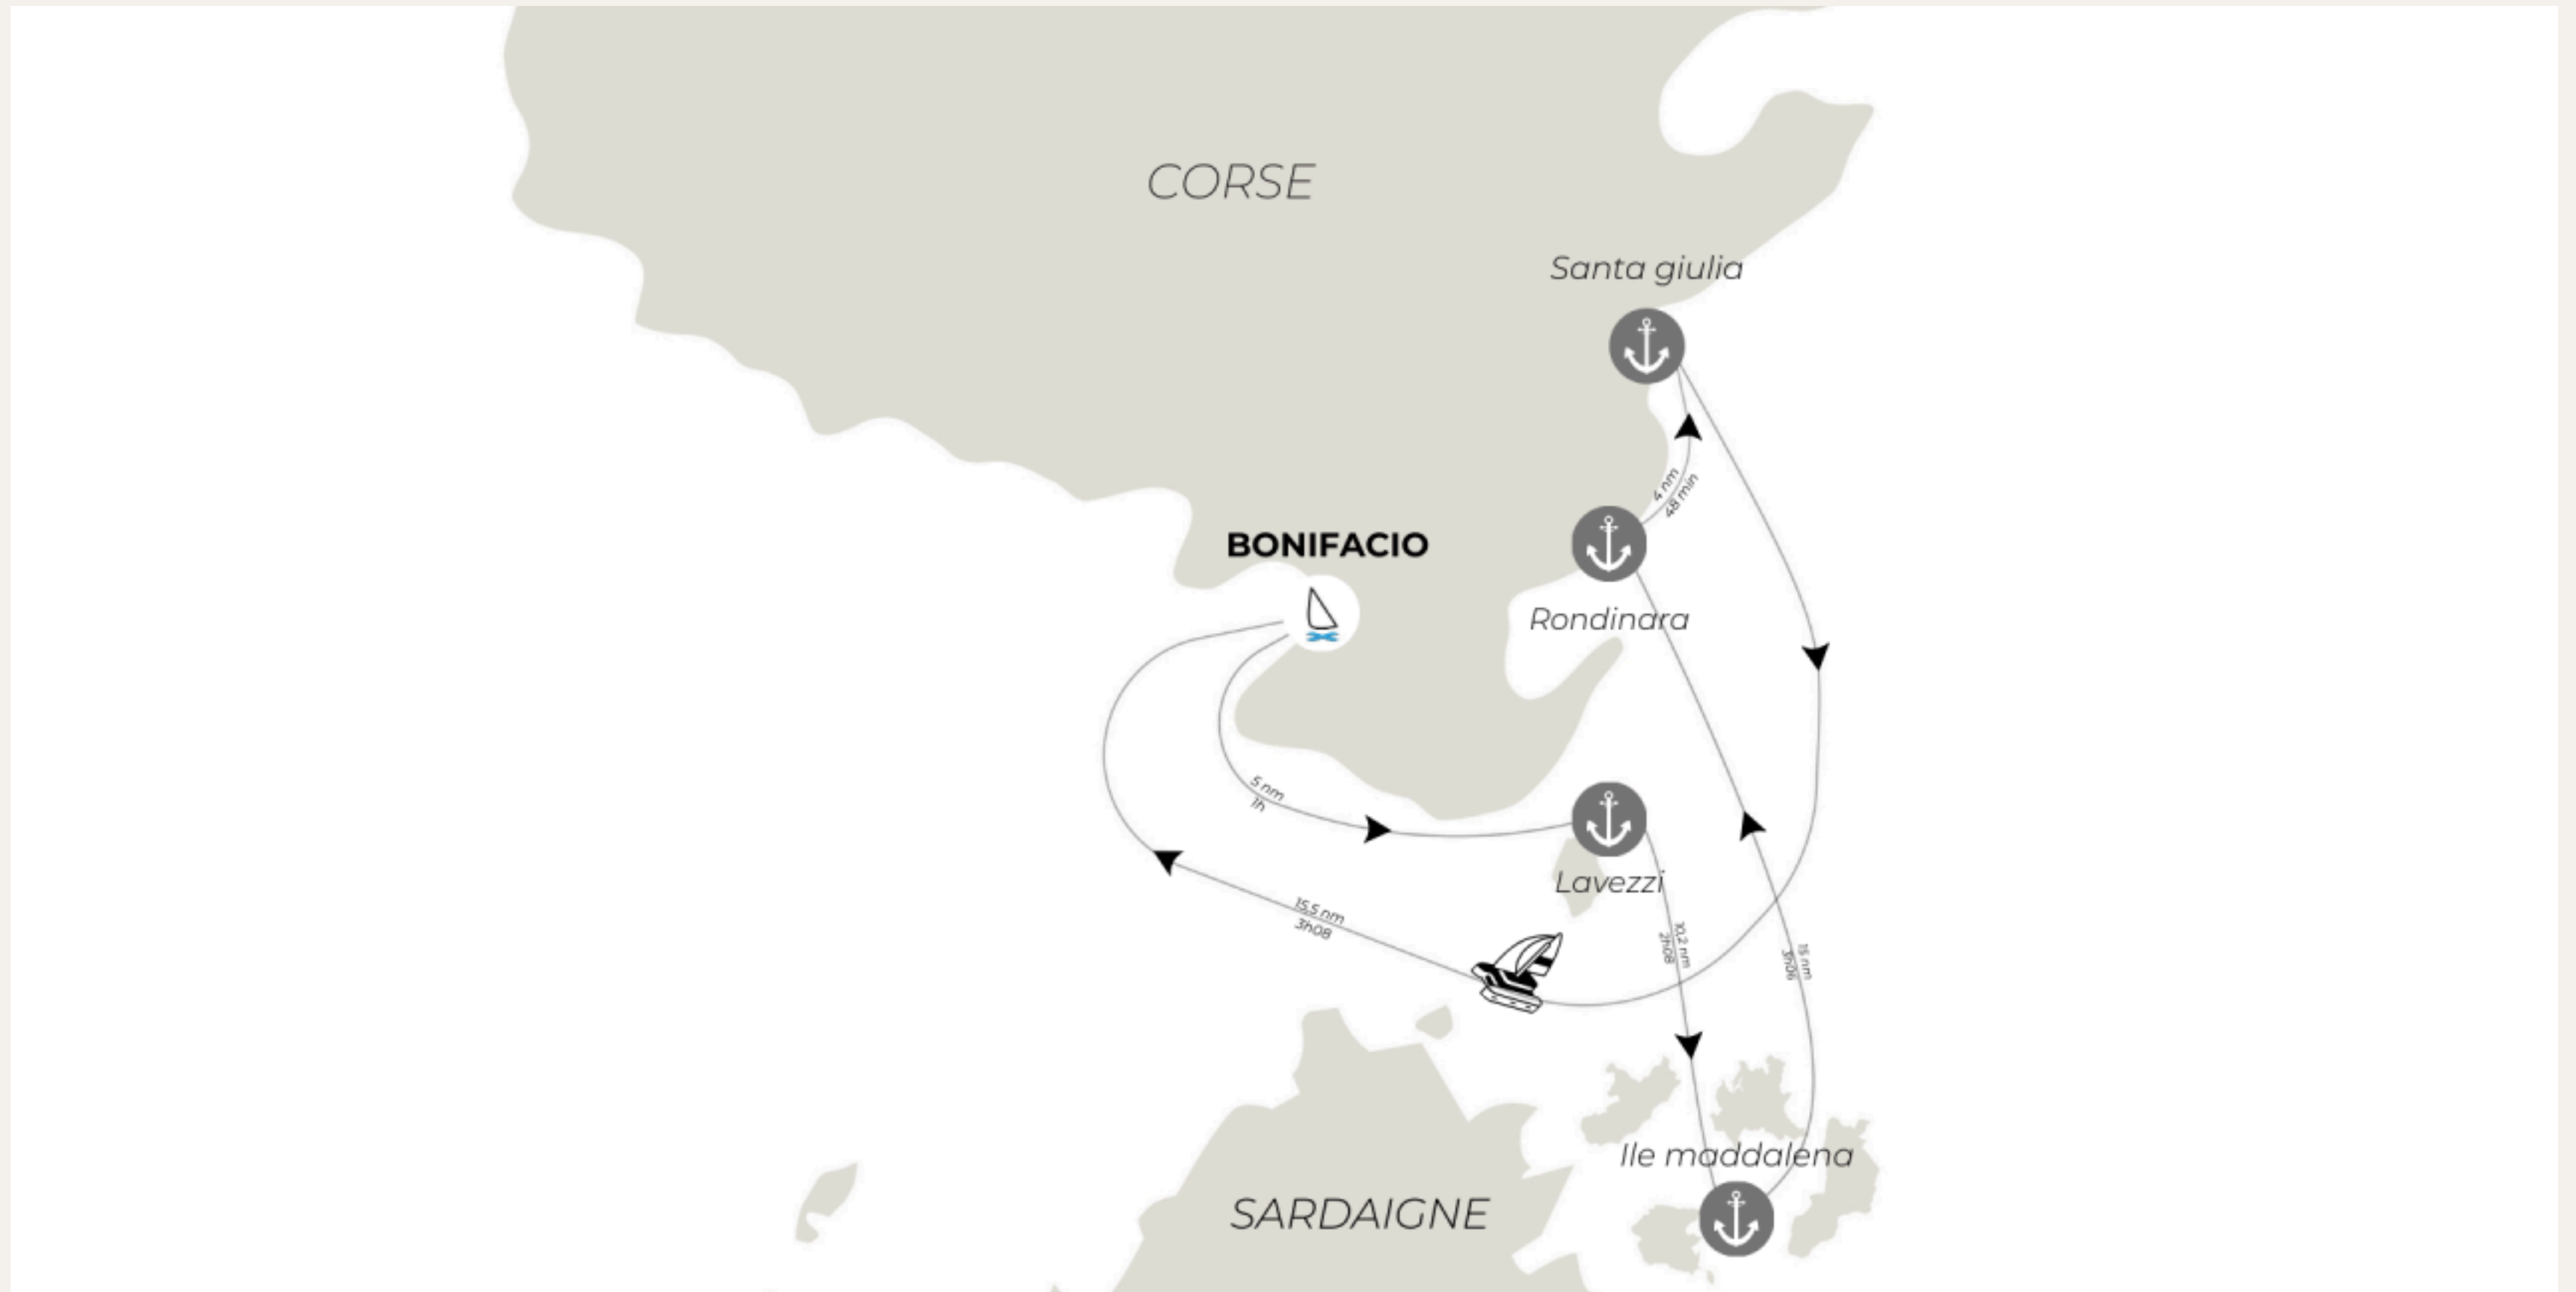 CORSE
Santa giulia
4 nm
48 min
BONIFACIO
Rondinara
5 nm
1h
Lavezzi
15,5 nm
3h08
10,2 nm
2h08
15 nm
3h06
Ile maddalena
SARDAIGNE